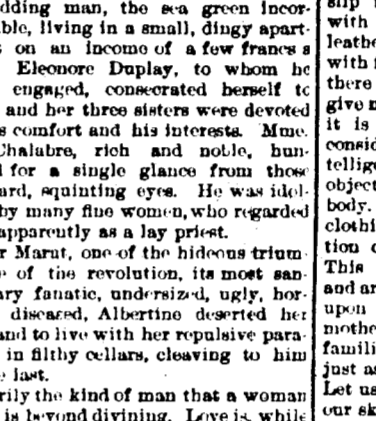 dding man, the sea green incor-
ble, living in a small, dingy apart-
s on an income of a few francs a
Eleonore Duplay, to whom he
engaged, consecrated herself to
and her three sisters were devoted
s comfort and his interests. Mme.
Chalabre, rich and noble, hun-
d for a single glance from those
ard, squinting eyes. He was idol-
by many fine women, who regarded
apparently as a lay priest.
r Marat, one of the hideous trium-
e of the revolution, its most san-
ary fanatic, undersized, ugly, hor-
diseased, Albertine deserted her
and to live with her repulsive para-
in filthy cellars, cleaving to him
e last.
rily the kind of man that a woman
is beyond divining. Love is, while
slip
with
leathe
with
there
give n
it is
consid
tellige
object
body.
clothi
tion o
This
and ar
upon
mothe
famili
just as
Let us
our sk